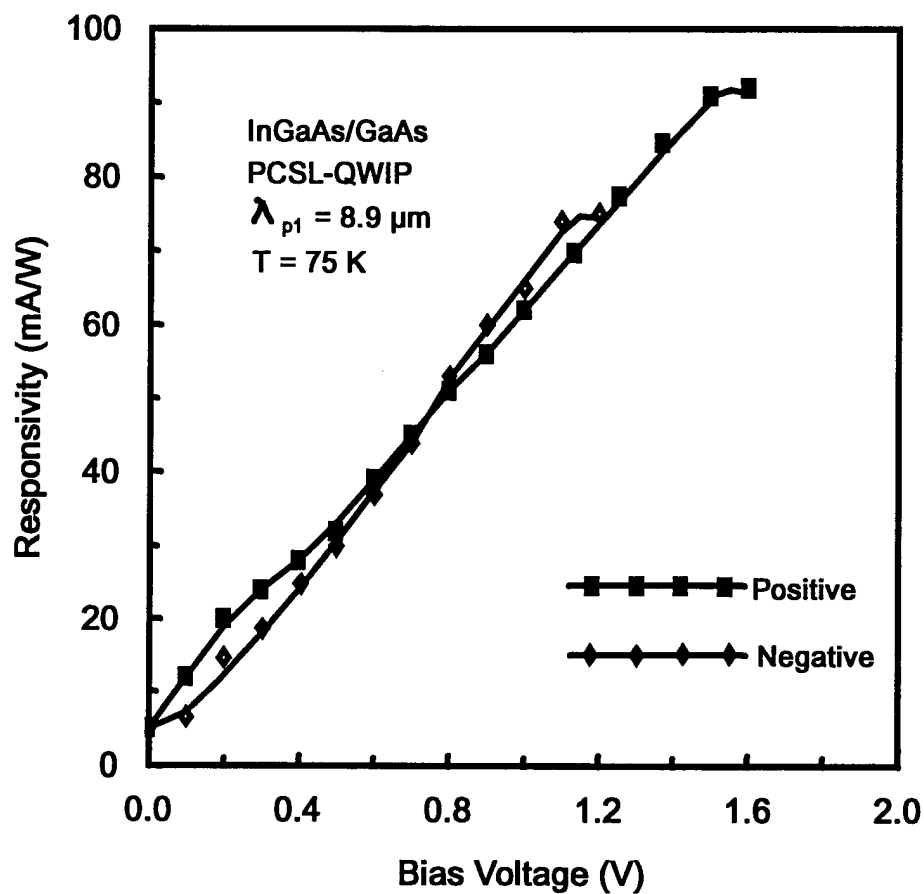 100
80
60
40
20
0
Responsivity (mA/W)
InGaAs/GaAs
PCSL-QWIP
λp1 = 8.9 µm
T = 75 K
Positive
Negative
0.0 0.4 0.8 1.2 1.6 2.0
Bias Voltage (V)